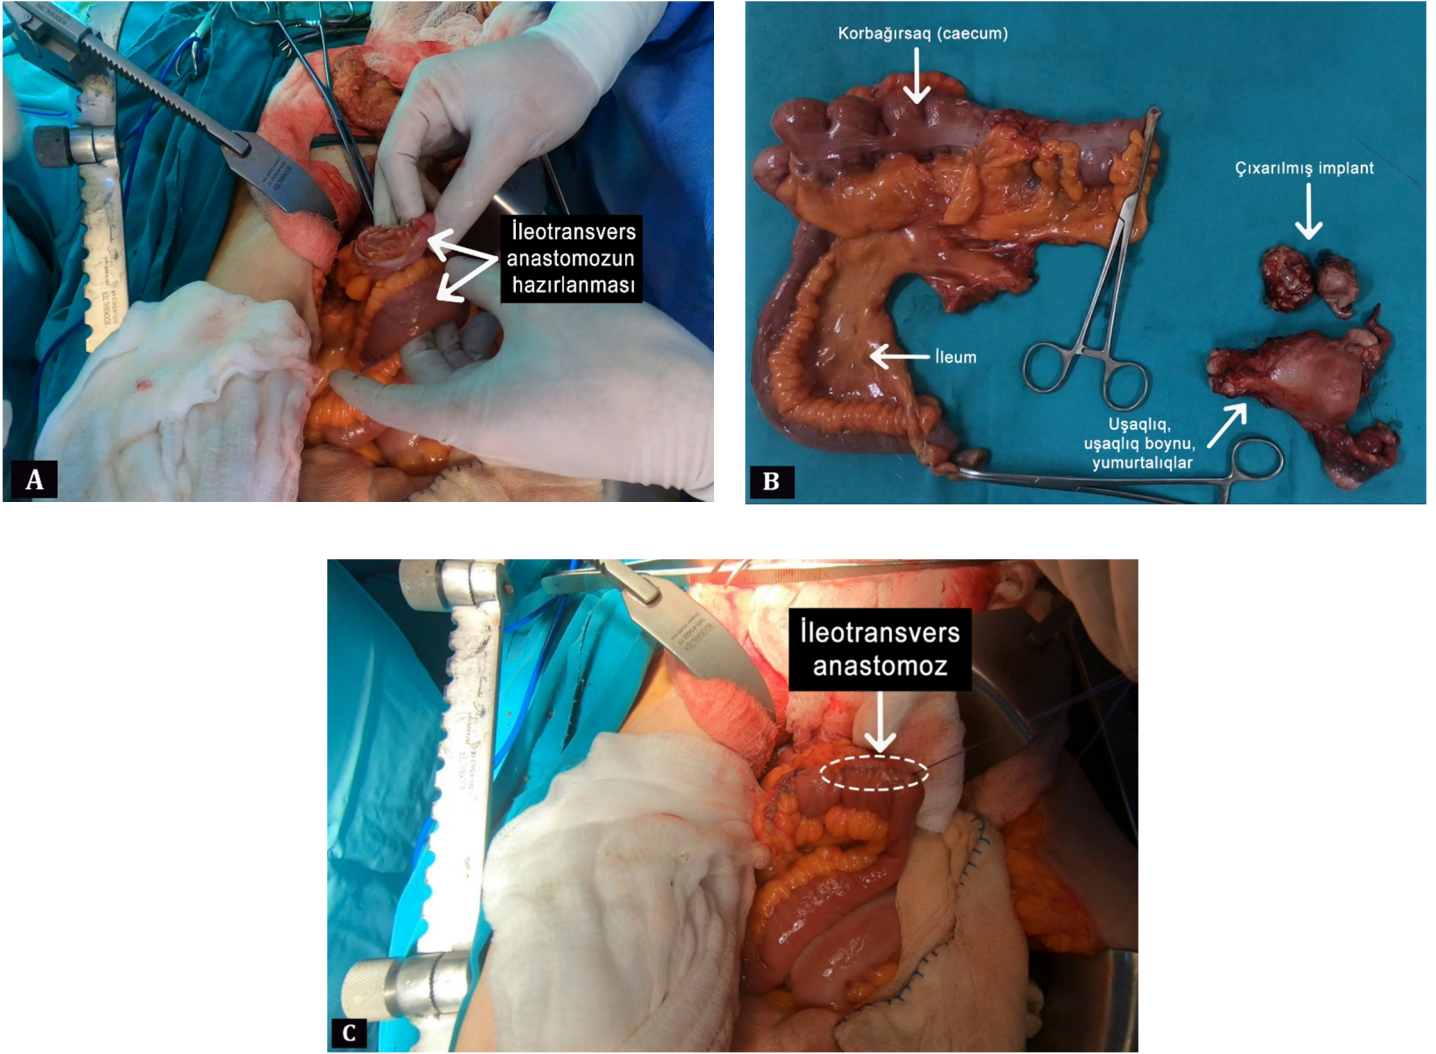 İleotransvers
anastomozun
hazırlanması
A
Korbağırsaq (caecum)
Çıxarılmış implant
İleum
Uşaqlıq,
uşaqlıq boynu,
yumurtalıqlar
B
İleotransvers
anastomoz
C